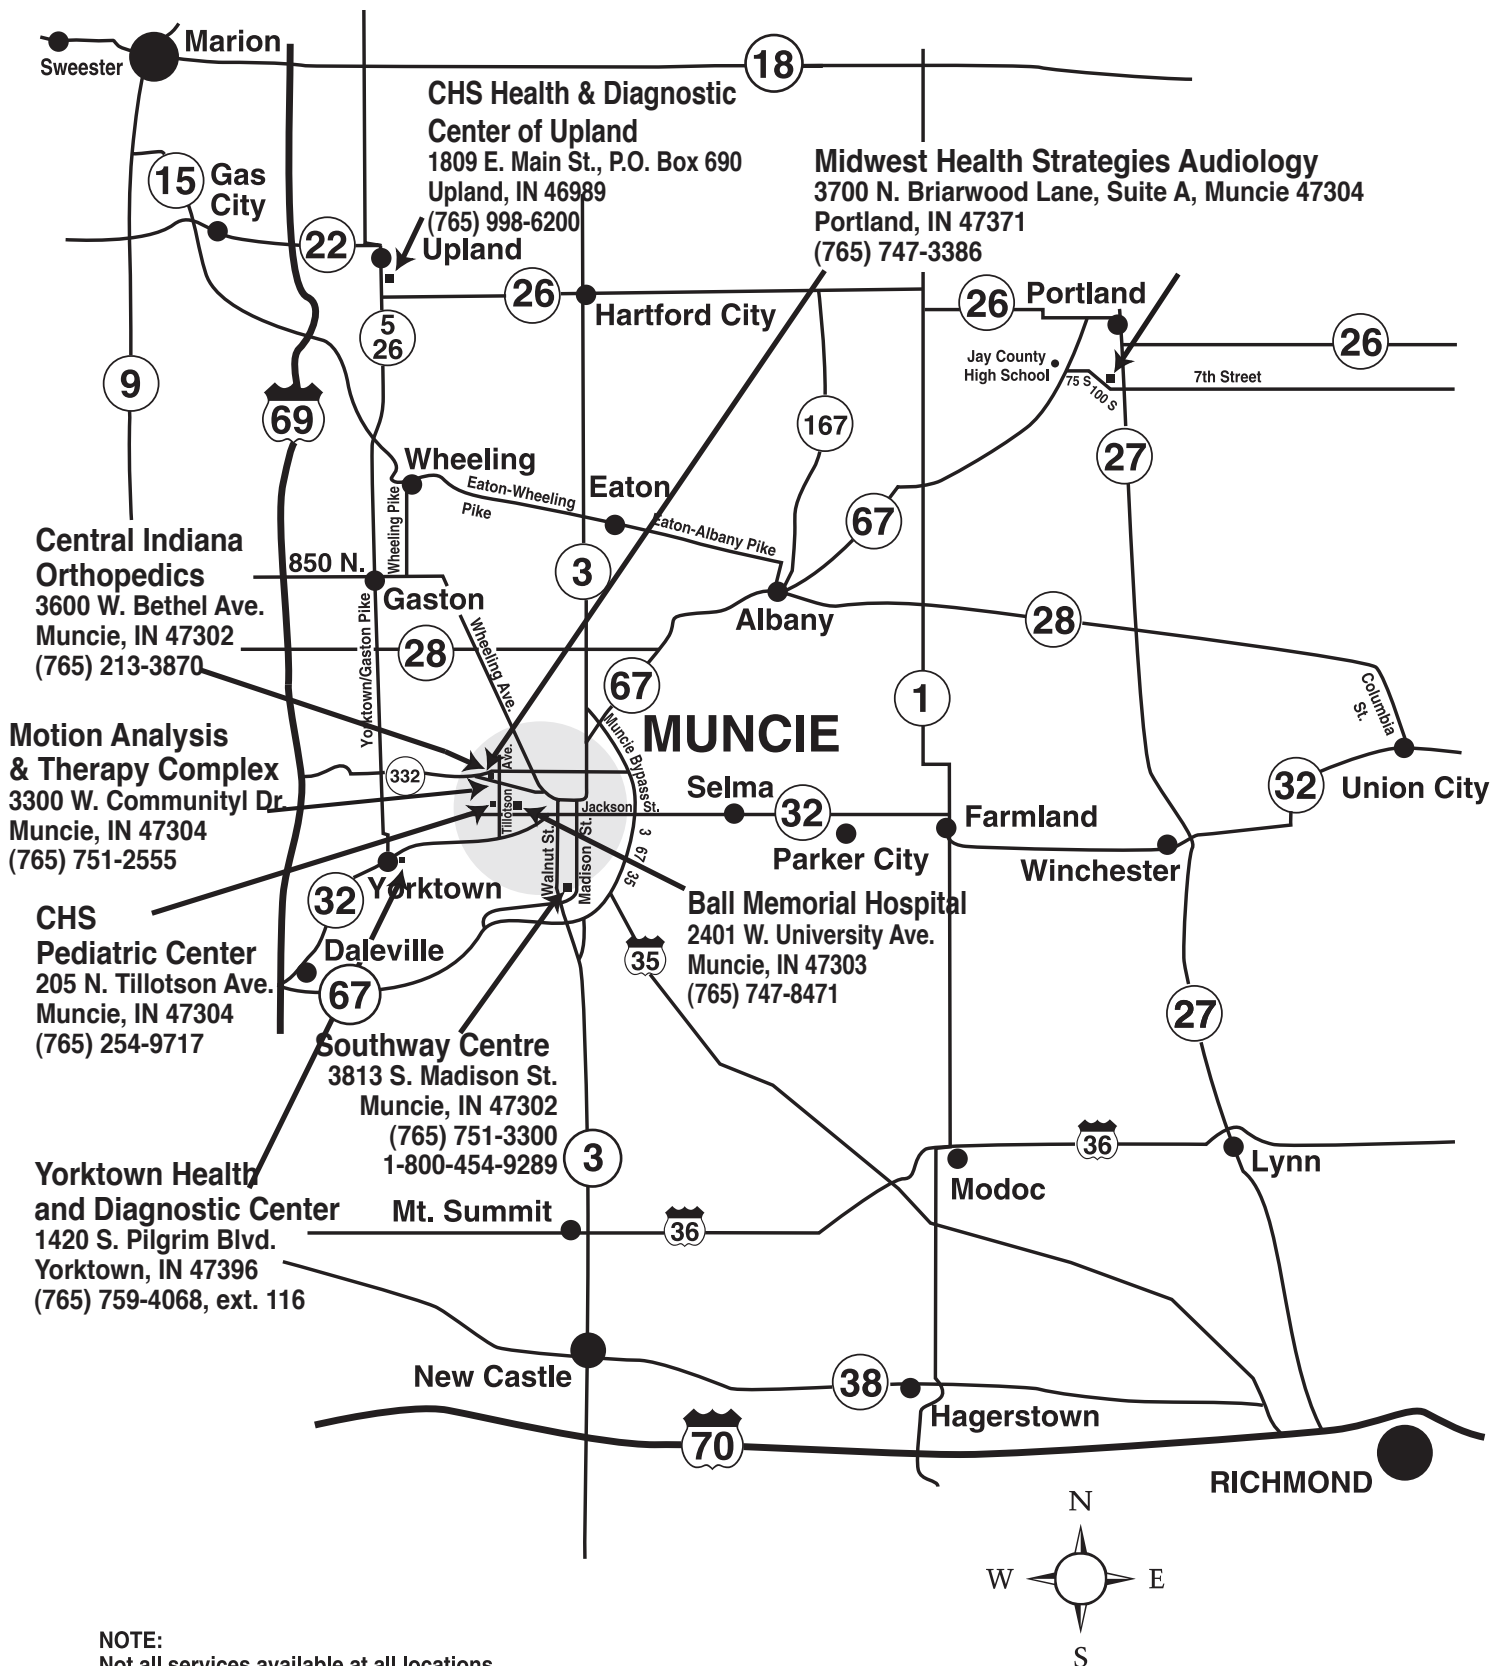 Marion
Sweester
18
CHS Health & Diagnostic
Center of Upland
1809 E. Main St., P.O. Box 690
Upland, IN 46989
(765) 998-6200
Midwest Health Strategies Audiology
3700 N. Briarwood Lane, Suite A, Muncie 47304
Portland, IN 47371
(765) 747-3386
15
Gas
City
22
Upland
26
Hartford City
5
26
26
Portland
26
Jay County
High School
75 S
100 S
7th Street
9
69
167
27
Wheeling
Eaton-Wheeling
Pike
Eaton
Eaton-Albany Pike
67
Wheeling Pike
Central Indiana
Orthopedics
3600 W. Bethel Ave.
Muncie, IN 47302
(765) 213-3870
850 N.
Gaston
3
Albany
28
28
Yorktown/Gaston Pike
Wheeling Ave.
67
1
Columbia
St.
Motion Analysis
& Therapy Complex
3300 W. Communityl Dr.
Muncie, IN 47304
(765) 751-2555
MUNCIE
Muncie Bypass
3 67 35
332
Tillotson Ave.
Jackson St.
Walnut St.
Madison St.
Selma
32
Parker City
Farmland
Winchester
32
Union City
32
Yorktown
CHS
Pediatric Center
205 N. Tillotson Ave.
Muncie, IN 47304
(765) 254-9717
Daleville
67
35
Ball Memorial Hospital
2401 W. University Ave.
Muncie, IN 47303
(765) 747-8471
27
Southway Centre
3813 S. Madison St.
Muncie, IN 47302
(765) 751-3300
1-800-454-9289
3
36
Lynn
Modoc
Yorktown Health
and Diagnostic Center
1420 S. Pilgrim Blvd.
Yorktown, IN 47396
(765) 759-4068, ext. 116
Mt. Summit
36
New Castle
38
Hagerstown
70
RICHMOND
N
W
E
S
NOTE:
Not all services available at all locations